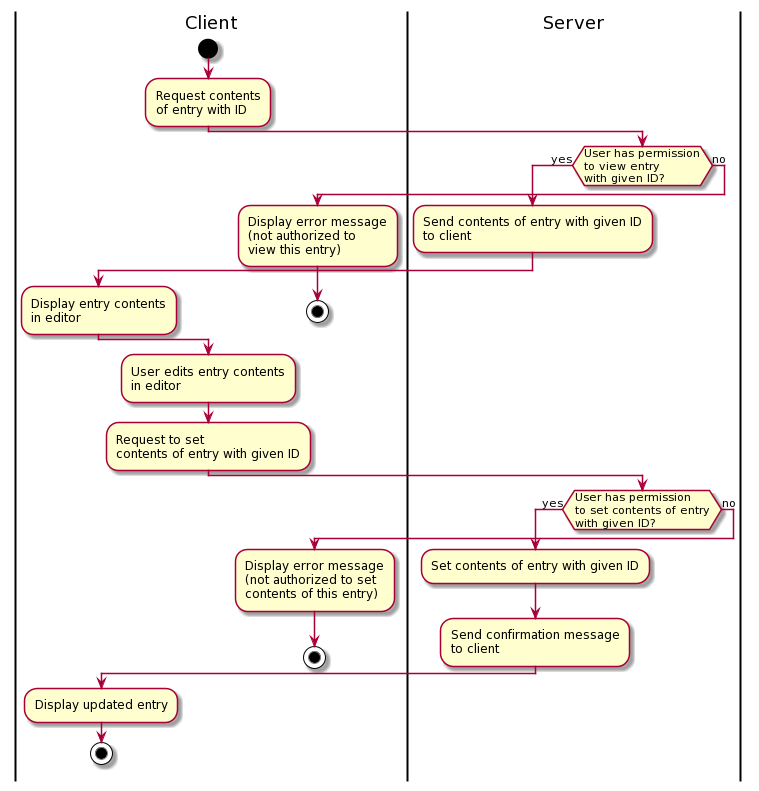 Client
Server
Request contents
of entry with ID
User has permission
to view entry
with given ID?
yes
no
Display error message
(not authorized to
view this entry)
Send contents of entry with given ID
to client
Display entry contents
in editor
User edits entry contents
in editor
Request to set
contents of entry with given ID
User has permission
to set contents of entry
with given ID?
yes
no
Display error message
(not authorized to set
contents of this entry)
Set contents of entry with given ID
Send confirmation message
to client
Display updated entry